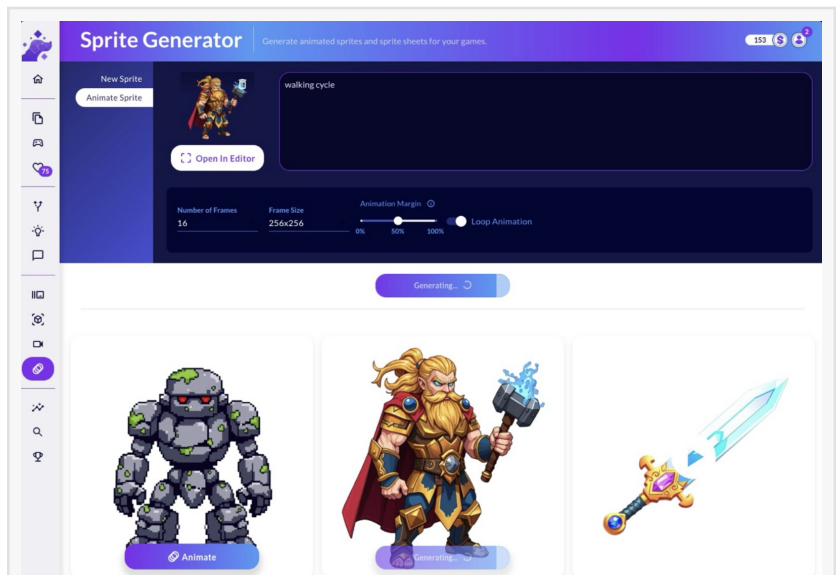 Sprite Generator
Generate animated sprites and sprite sheets for your games.
153
2
New Sprite
Animate Sprite
walking cycle
Open In Editor
75
Number of Frames
16
Frame Size
256x256
Animation Margin
0% 50% 100%
Loop Animation
Generating...
Animate
Generating...